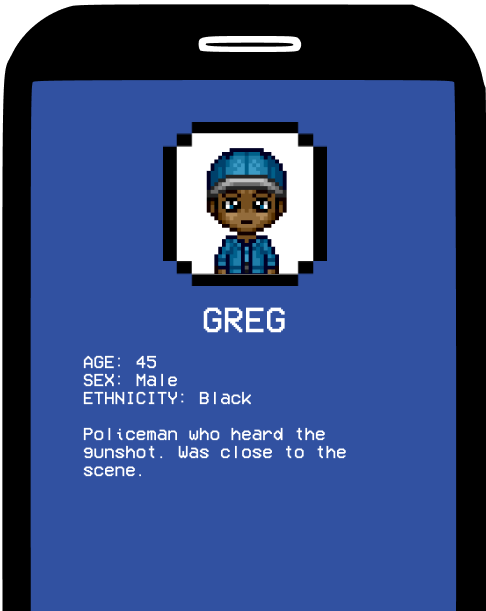 GREG
AGE: 45
SEX: Male
ETHNICITY: Black
Policeman who heard the
gunshot. Was close to the
scene.